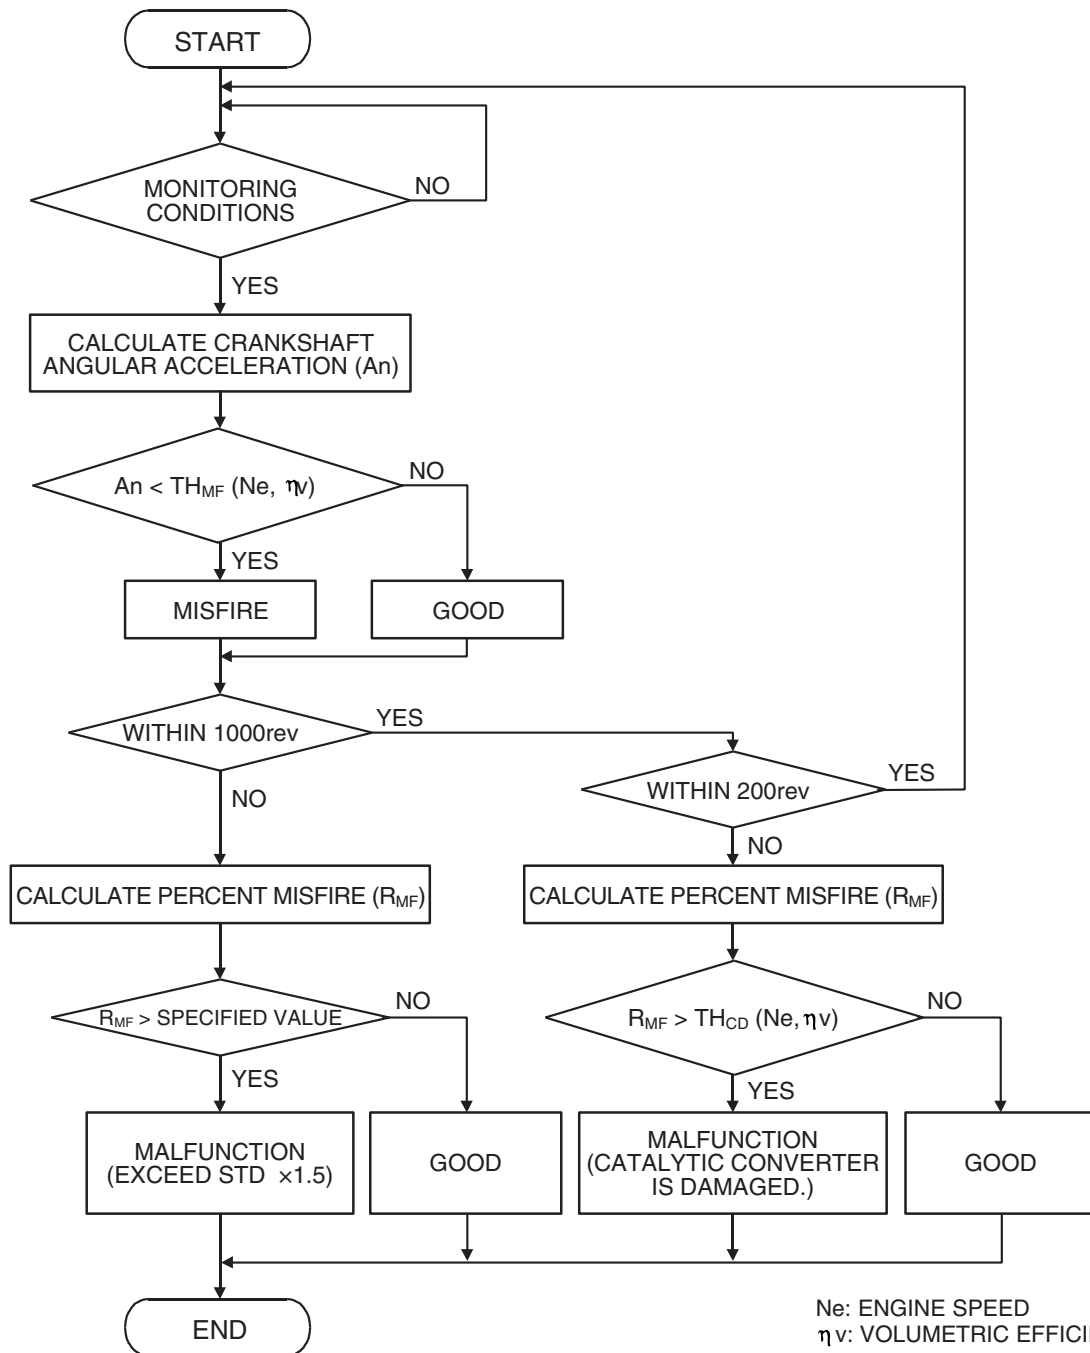 START
MONITORING
CONDITIONS
NO
YES
CALCULATE CRANKSHAFT
ANGULAR ACCELERATION (An)
An < THMF (Ne, ηv)
NO
YES
MISFIRE
GOOD
WITHIN 1000rev
YES
WITHIN 200rev
YES
NO
NO
CALCULATE PERCENT MISFIRE (RMF)
CALCULATE PERCENT MISFIRE (RMF)
RMF > SPECIFIED VALUE
NO
RMF > THCD (Ne, ηv)
NO
YES
YES
MALFUNCTION
(EXCEED STD ×1.5)
GOOD
MALFUNCTION
(CATALYTIC CONVERTER
IS DAMAGED.)
GOOD
END
Ne: ENGINE SPEED
ηv: VOLUMETRIC